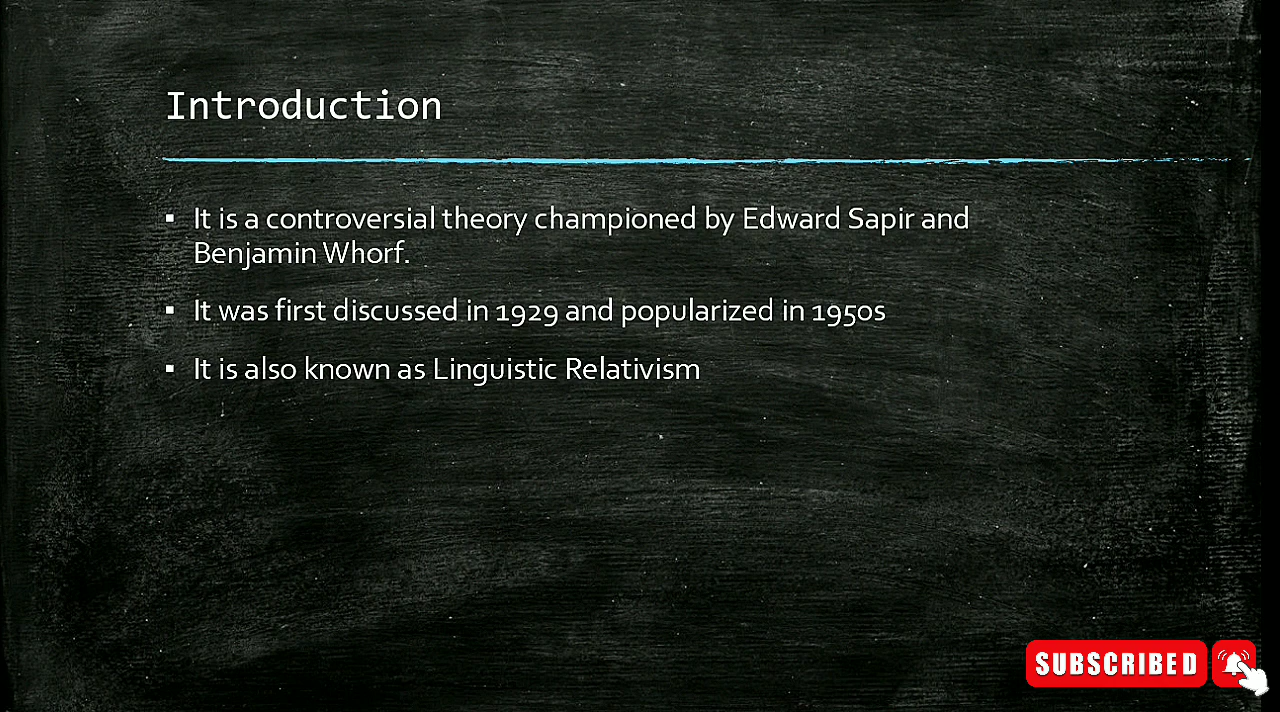 Introduction
▪ It is a controversial theory championed by Edward Sapir and
Benjamin Whorf.
▪ It was first discussed in 1929 and popularized in 1950s
▪ It is also known as Linguistic Relativism
SUBSCRIBED